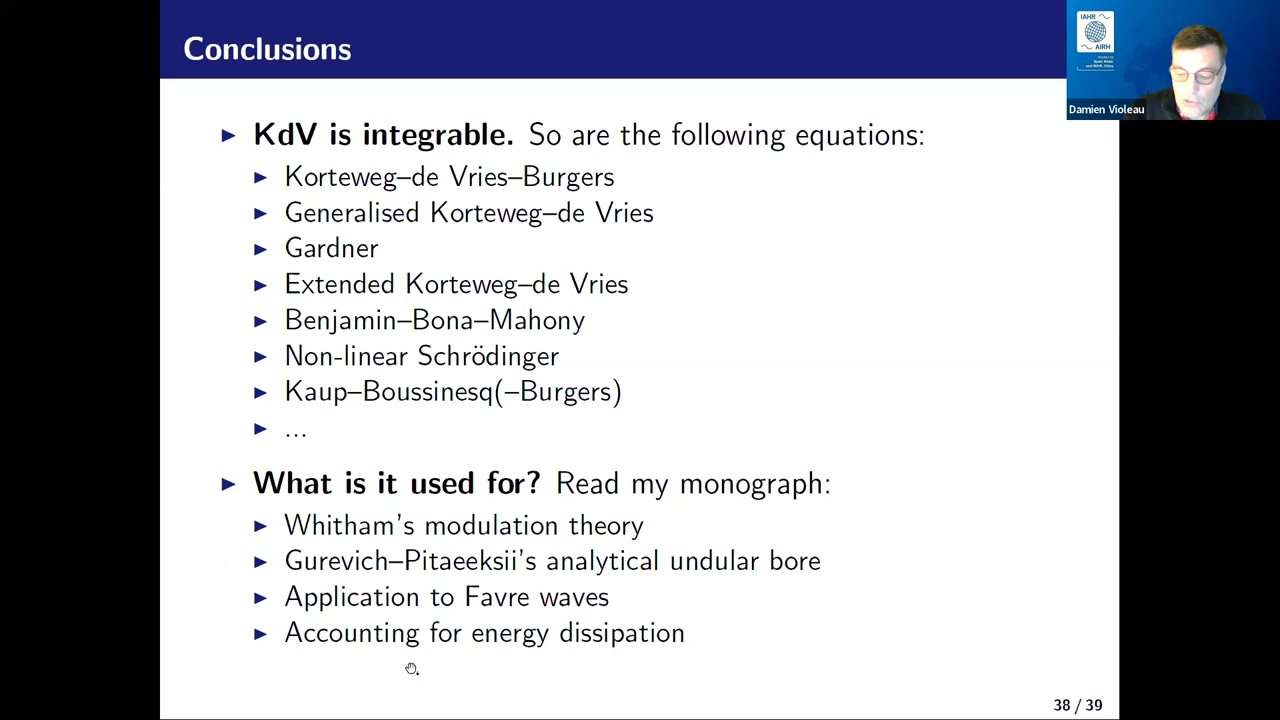 Conclusions
IAHR
AIRH
Damien Violeau
KdV is integrable. So are the following equations:
Korteweg–de Vries–Burgers
Generalised Korteweg–de Vries
Gardner
Extended Korteweg–de Vries
Benjamin–Bona–Mahony
Non-linear Schrödinger
Kaup–Boussinesq(–Burgers)
...
What is it used for? Read my monograph:
Whitham's modulation theory
Gurevich–Pitaeeksii's analytical undular bore
Application to Favre waves
Accounting for energy dissipation
38 / 39